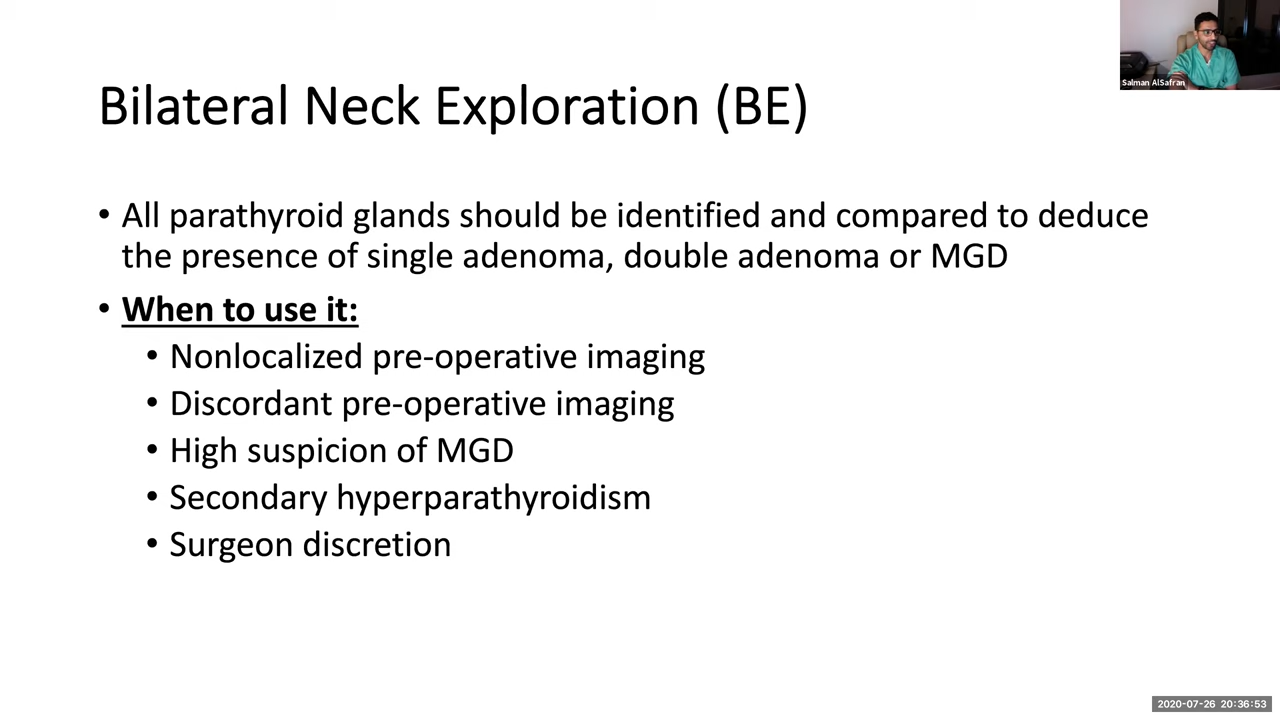 Salman AlSafran
Bilateral Neck Exploration (BE)
• All parathyroid glands should be identified and compared to deduce
the presence of single adenoma, double adenoma or MGD
• When to use it:
• Nonlocalized pre-operative imaging
• Discordant pre-operative imaging
• High suspicion of MGD
• Secondary hyperparathyroidism
• Surgeon discretion
2020-07-26 20:36:53